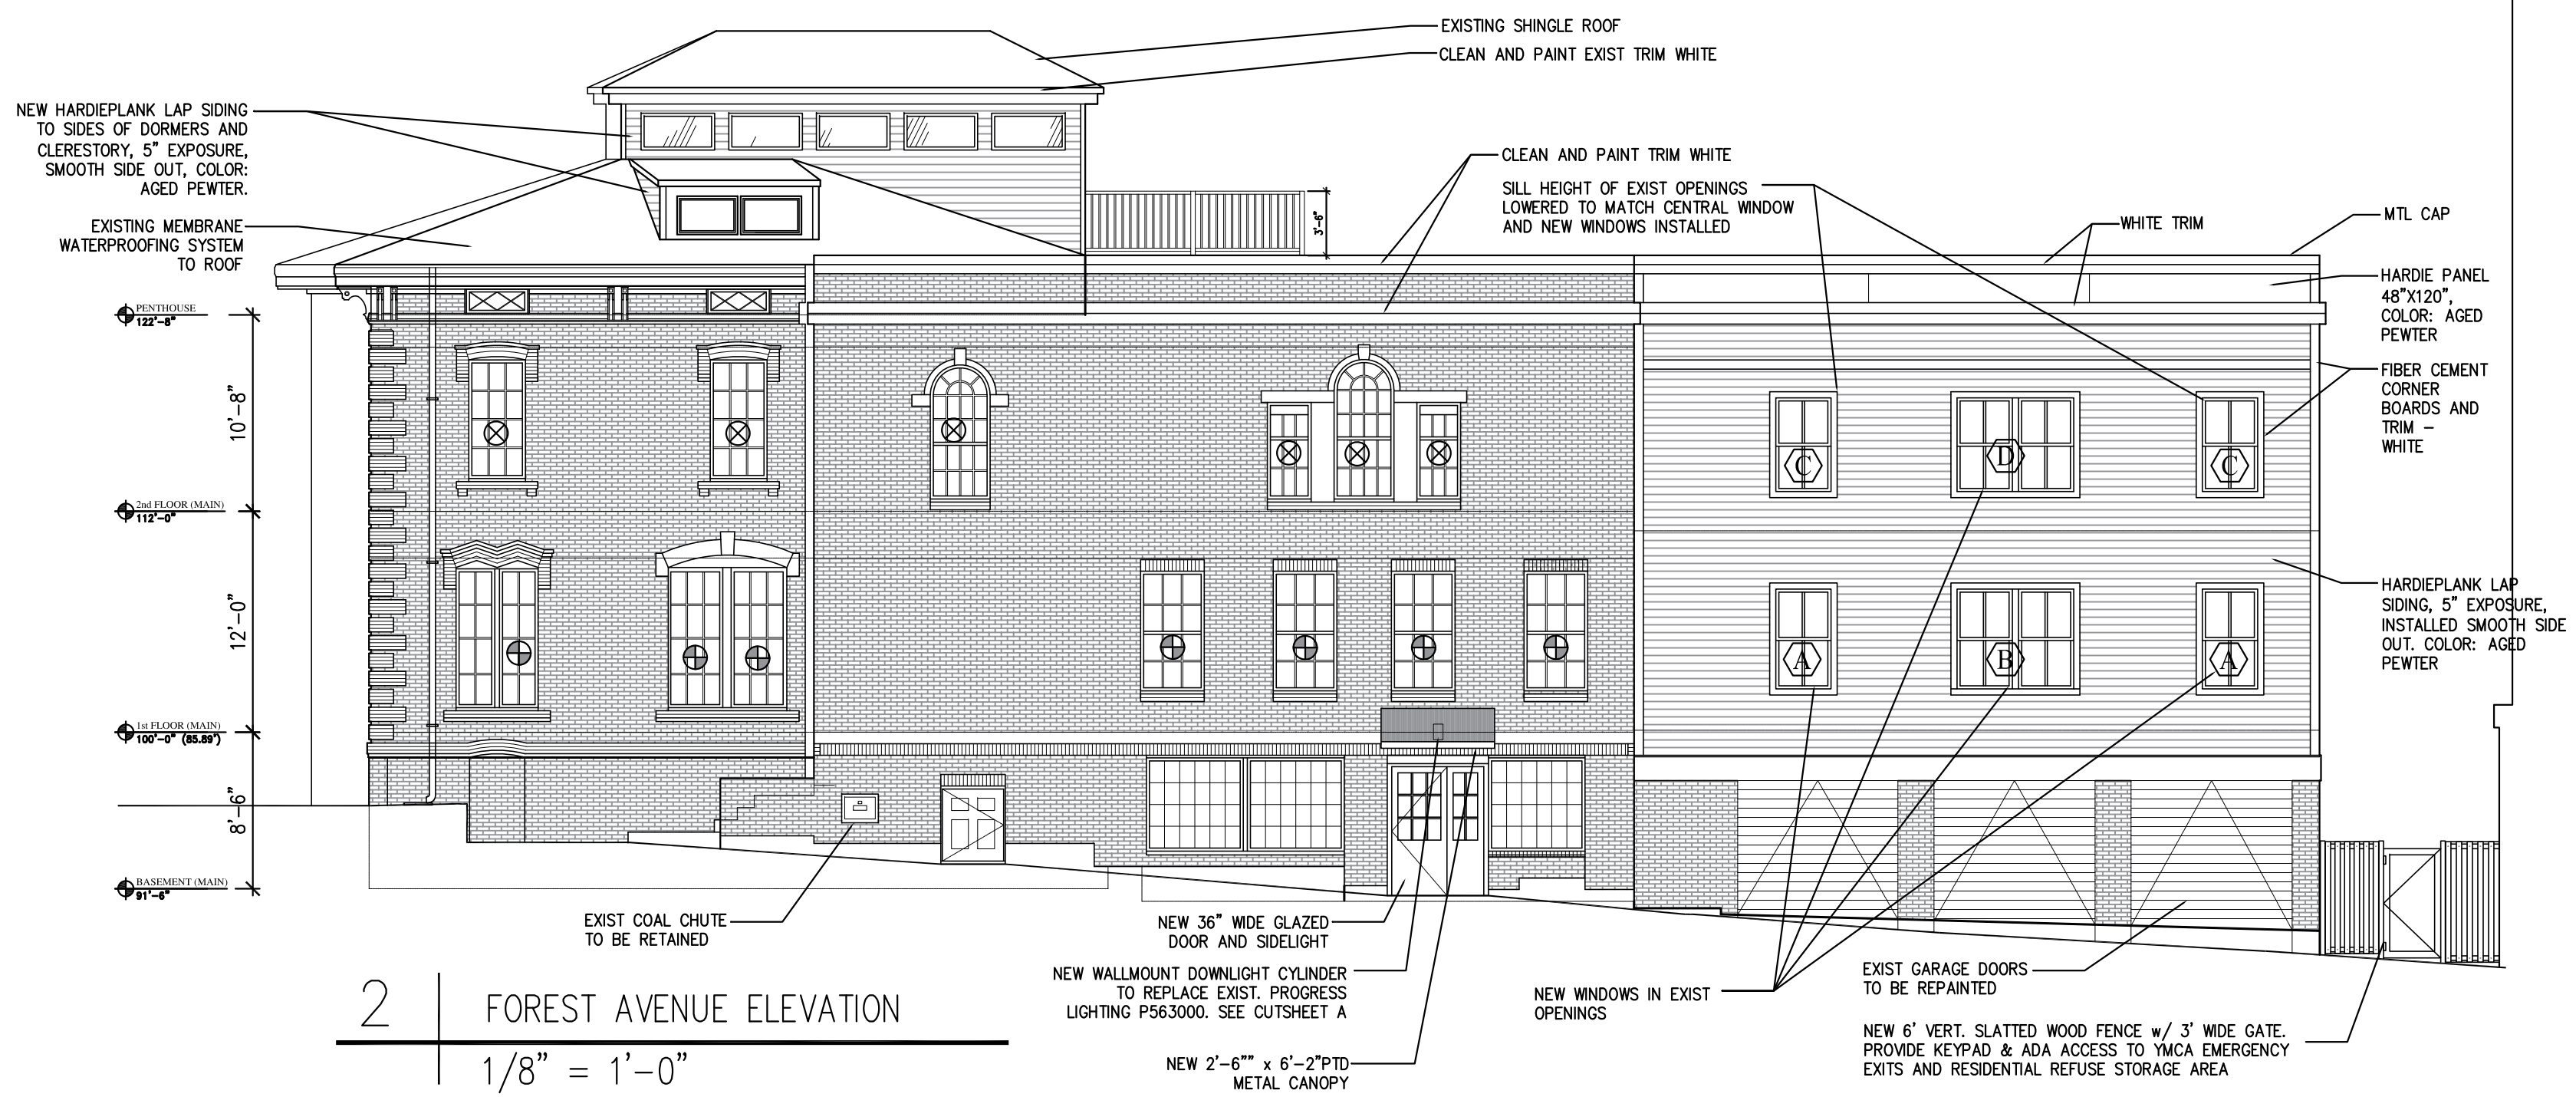 EXISTING SHINGLE ROOF
CLEAN AND PAINT EXIST TRIM WHITE
NEW HARDIEPLANK LAP SIDING
TO SIDES OF DORMERS AND
CLERESTORY, 5" EXPOSURE,
SMOOTH SIDE OUT, COLOR:
AGED PEWTER.
EXISTING MEMBRANE
WATERPROOFING SYSTEM
TO ROOF
CLEAN AND PAINT TRIM WHITE
SILL HEIGHT OF EXIST OPENINGS
LOWERED TO MATCH CENTRAL WINDOW
AND NEW WINDOWS INSTALLED
3'-6"
WHITE TRIM
MTL CAP
HARDIE PANEL
48"X120",
COLOR: AGED
PEWTER
FIBER CEMENT
CORNER
BOARDS AND
TRIM –
WHITE
HARDIEPLANK LAP
SIDING, 5" EXPOSURE,
INSTALLED SMOOTH SIDE
OUT. COLOR: AGED
PEWTER
PENTHOUSE
122'-8"
10'-8"
2nd FLOOR (MAIN)
112'-0"
12'-0"
1st FLOOR (MAIN)
100'-0" (85.89')
8'-6"
BASEMENT (MAIN)
91'-6"
C
D
C
A
B
A
EXIST COAL CHUTE
TO BE RETAINED
NEW 36" WIDE GLAZED
DOOR AND SIDELIGHT
NEW WALLMOUNT DOWNLIGHT CYLINDER
TO REPLACE EXIST. PROGRESS
LIGHTING P563000. SEE CUTSHEET A
NEW 2'-6"" x 6'-2"PTD
METAL CANOPY
NEW WINDOWS IN EXIST
OPENINGS
EXIST GARAGE DOORS
TO BE REPAINTED
NEW 6' VERT. SLATTED WOOD FENCE w/ 3' WIDE GATE.
PROVIDE KEYPAD & ADA ACCESS TO YMCA EMERGENCY
EXITS AND RESIDENTIAL REFUSE STORAGE AREA
2
FOREST AVENUE ELEVATION
1/8" = 1'-0"